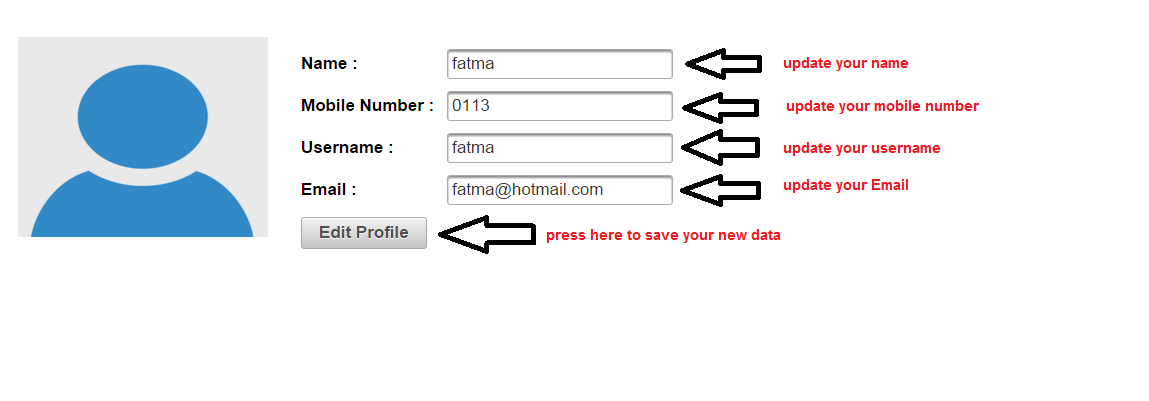 Name : fatma update your name
Mobile Number : 0113 update your mobile number
Username : fatma update your username
Email : fatma@hotmail.com update your Email
Edit Profile press here to save your new data